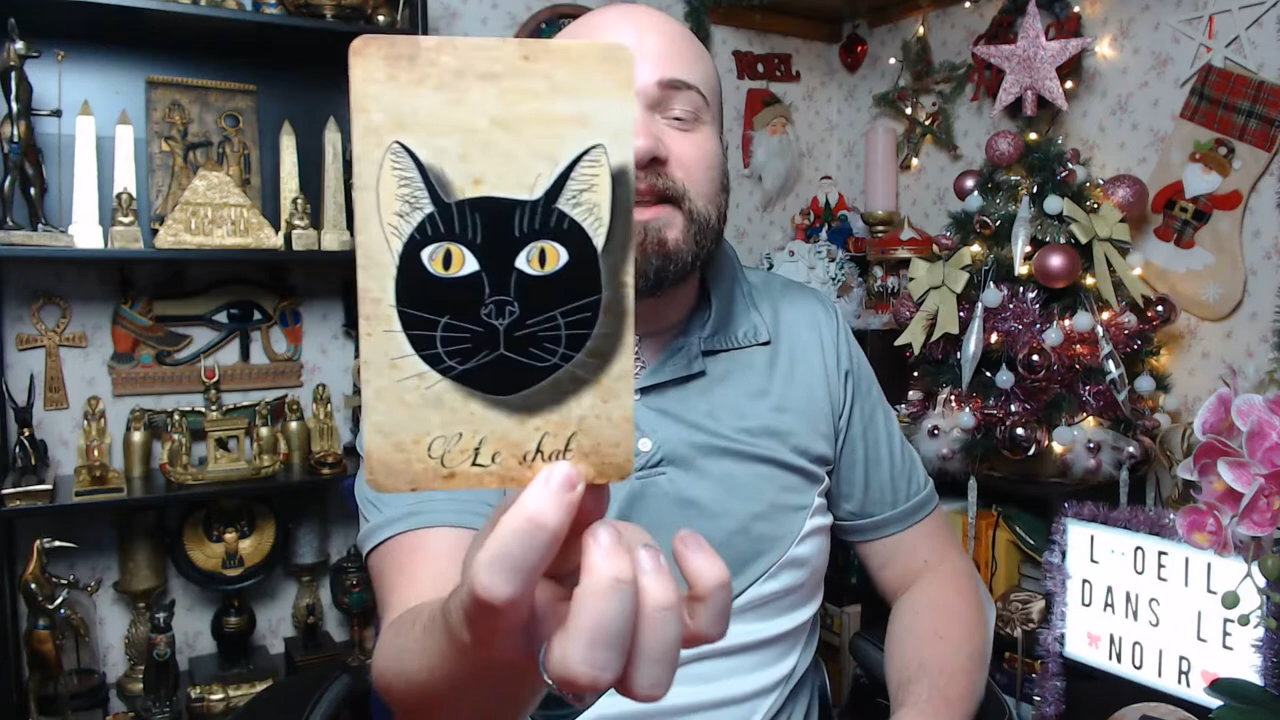 NOEL
Le chat
L'OEIL
DANS LE
NOIR